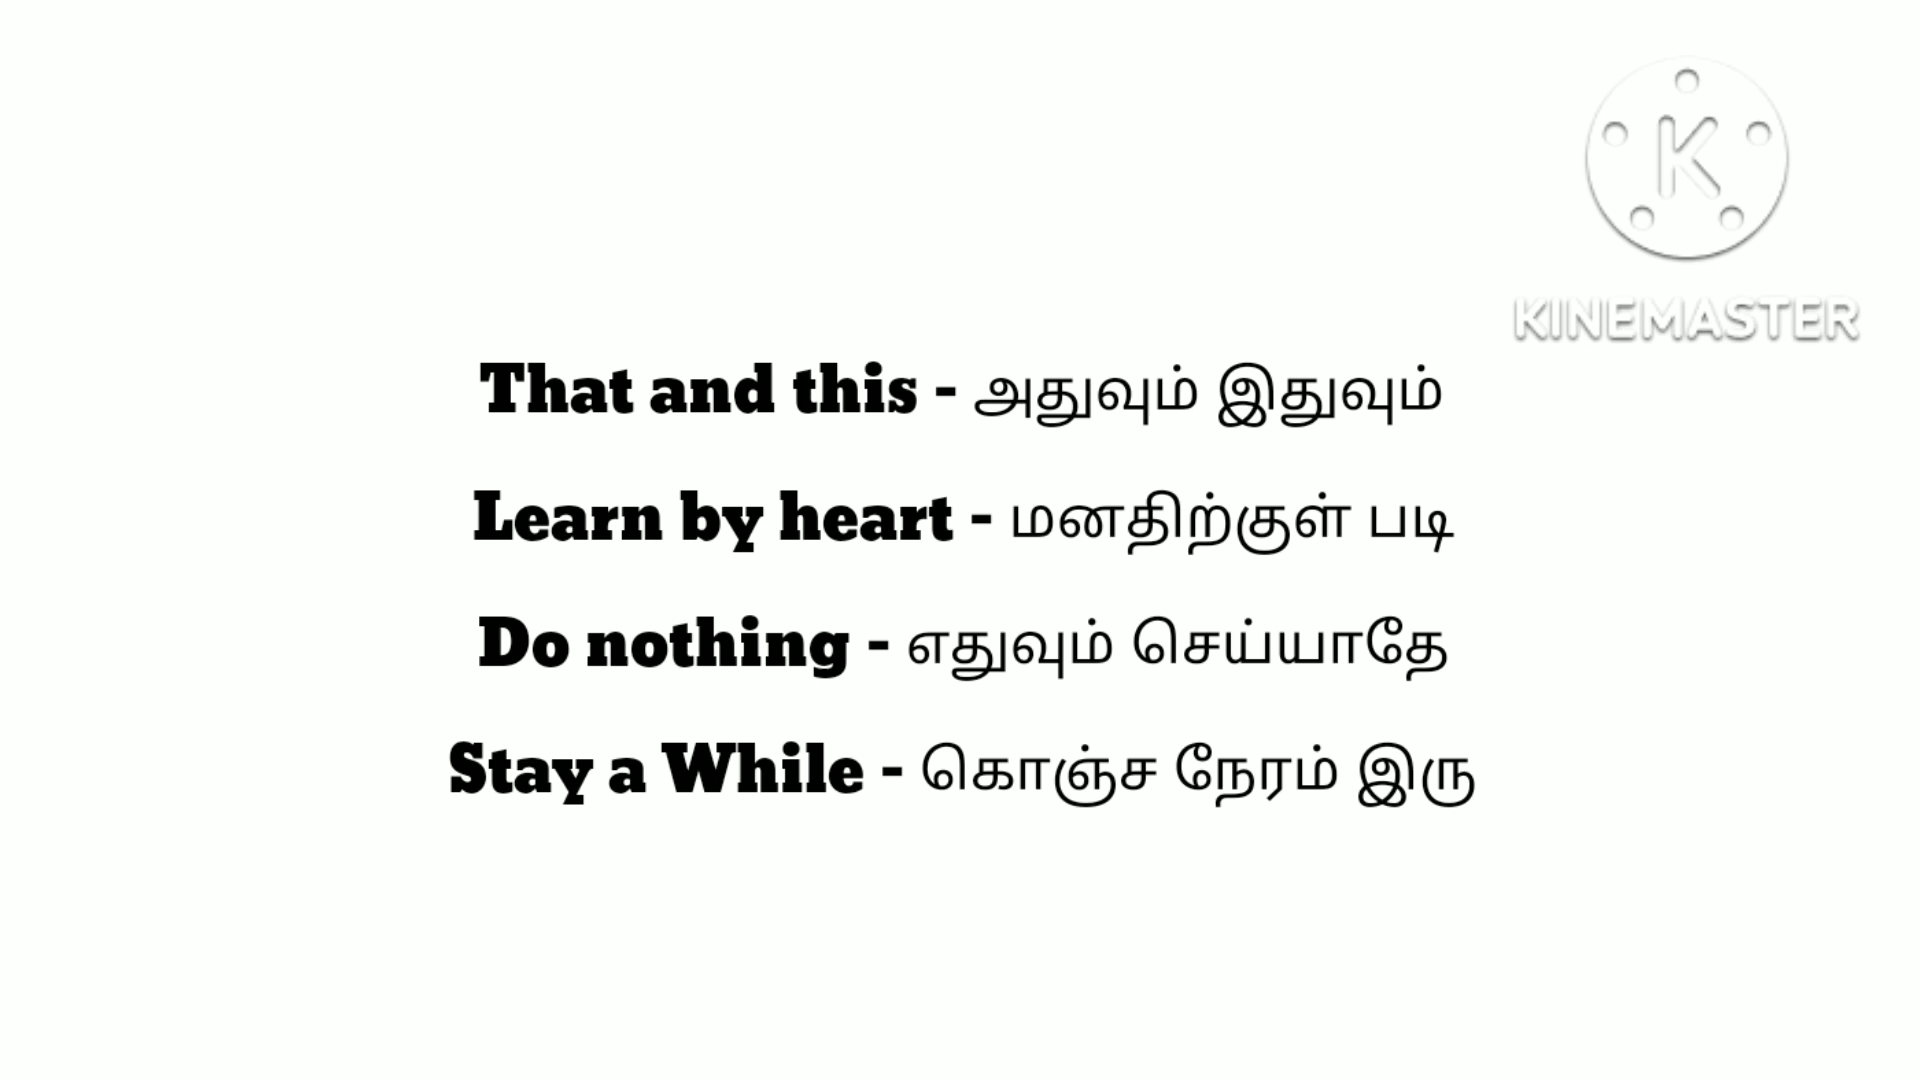 K
KINEMASTER
That and this - அதுவும் இதுவும்
Learn by heart - மனதிற்குள் படி
Do nothing - எதுவும் செய்யாதே
Stay a While - கொஞ்ச நேரம் இரு